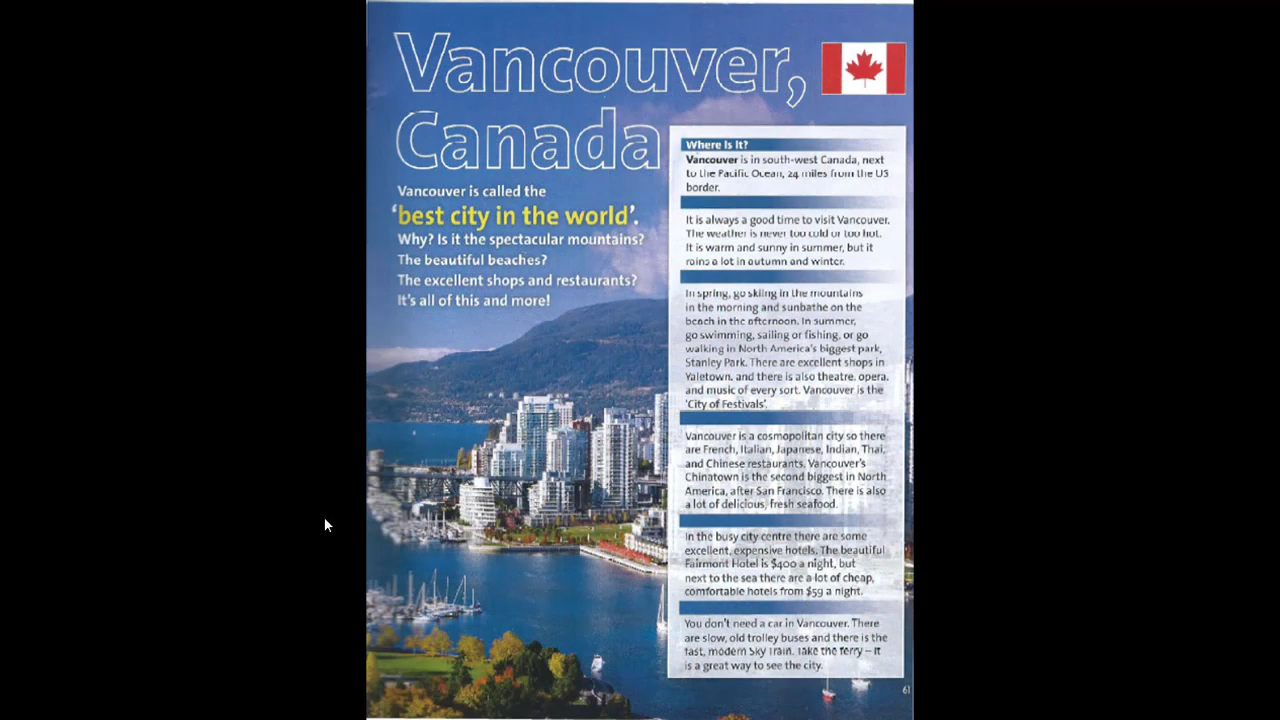 Vancouver,
Canada
Vancouver is called the
'best city in the world'.
Why? Is it the spectacular mountains?
The beautiful beaches?
The excellent shops and restaurants?
It's all of this and more!
Where is it?
Vancouver is in south-west Canada, next
to the Pacific Ocean, 24 miles from the US
border.
It is always a good time to visit Vancouver.
The weather is never too cold or too hot.
It is warm and sunny in summer, but it
rains a lot in autumn and winter.
In spring, go skiing in the mountains
in the morning and sunbathe on the
beach in the afternoon. In summer,
go swimming, sailing or fishing, or go
walking in North America's biggest park,
Stanley Park. There are excellent shops in
Yaletown, and there is also theatre, opera,
and music of every sort. Vancouver is the
'City of Festivals'.
Vancouver is a cosmopolitan city so there
are French, Italian, Japanese, Indian, Thai,
and Chinese restaurants. Vancouver's
Chinatown is the second biggest in North
America, after San Francisco. There is also
a lot of delicious, fresh seafood.
In the busy city centre there are some
excellent, expensive hotels. The beautiful
Fairmont Hotel is $400 a night, but
next to the sea there are a lot of cheap,
comfortable hotels from $59 a night.
You don't need a car in Vancouver. There
are slow, old trolley buses and there is the
fast, modern Sky Train. Take the ferry – it
is a great way to see the city.
61